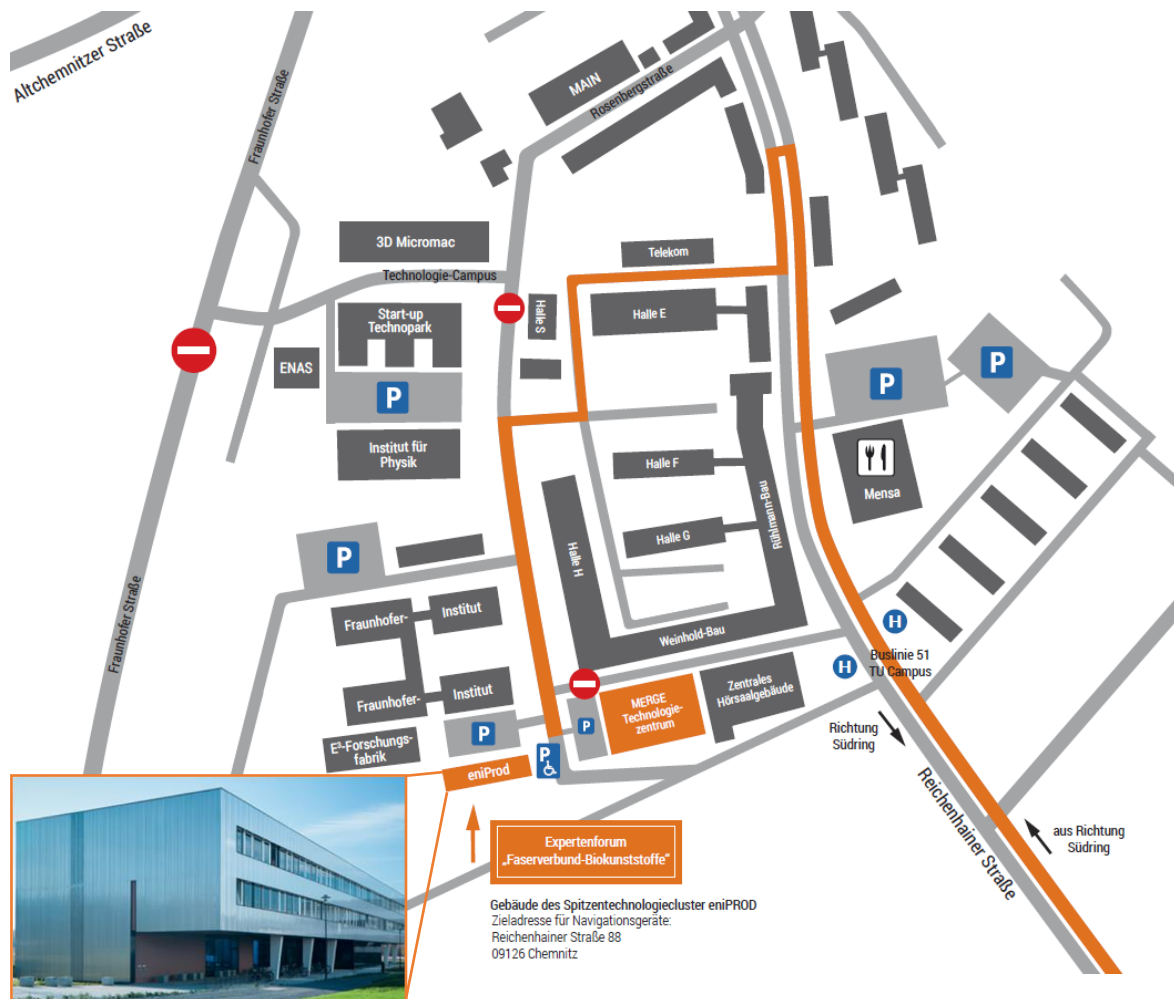 Altchemnitzer Straße
Fraunhofer Straße
MAIN
Rosenbergstraße
3D Micromac
Technologie-Campus
Telekom
Halle S
Halle E
Start-up
Technopark
ENAS
P
P
P
Institut für
Physik
Halle F
Mensa
Rühlmann-Bau
Halle G
Halle H
P
Fraunhofer Straße
Fraunhofer-
Institut
Weinhold-Bau
H
Buslinie 51
TU Campus
H
Fraunhofer-
Institut
MERGE
Technologie-
zentrum
Zentrales
Hörsaalgebäude
P
P
E³-Forschungs-
fabrik
P
eniProd
Richtung
Südring
Reichenhainer Straße
aus Richtung
Südring
Expertenforum
„Faserverbund-Biokunststoffe“
Gebäude des Spitzentechnologiecluster eniPROD
Zieladresse für Navigationsgeräte:
Reichenhainer Straße 88
09126 Chemnitz